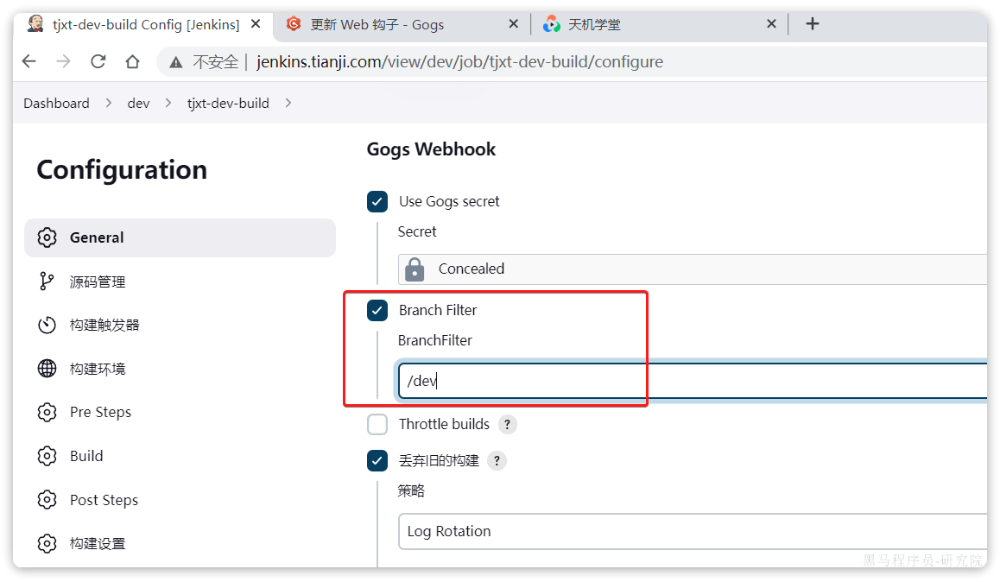 tjxt-dev-build Config [Jenkins]
更新 Web 钩子 - Gogs
天机学堂
不安全 | jenkins.tianji.com/view/dev/job/tjxt-dev-build/configure
Dashboard > dev > tjxt-dev-build >
Configuration
General
源码管理
构建触发器
构建环境
Pre Steps
Build
Post Steps
构建设置
Gogs Webhook
Use Gogs secret
Secret
Concealed
Branch Filter
BranchFilter
/dev
Throttle builds ?
丢弃旧的构建 ?
策略
Log Rotation
黑马程序员-研究院